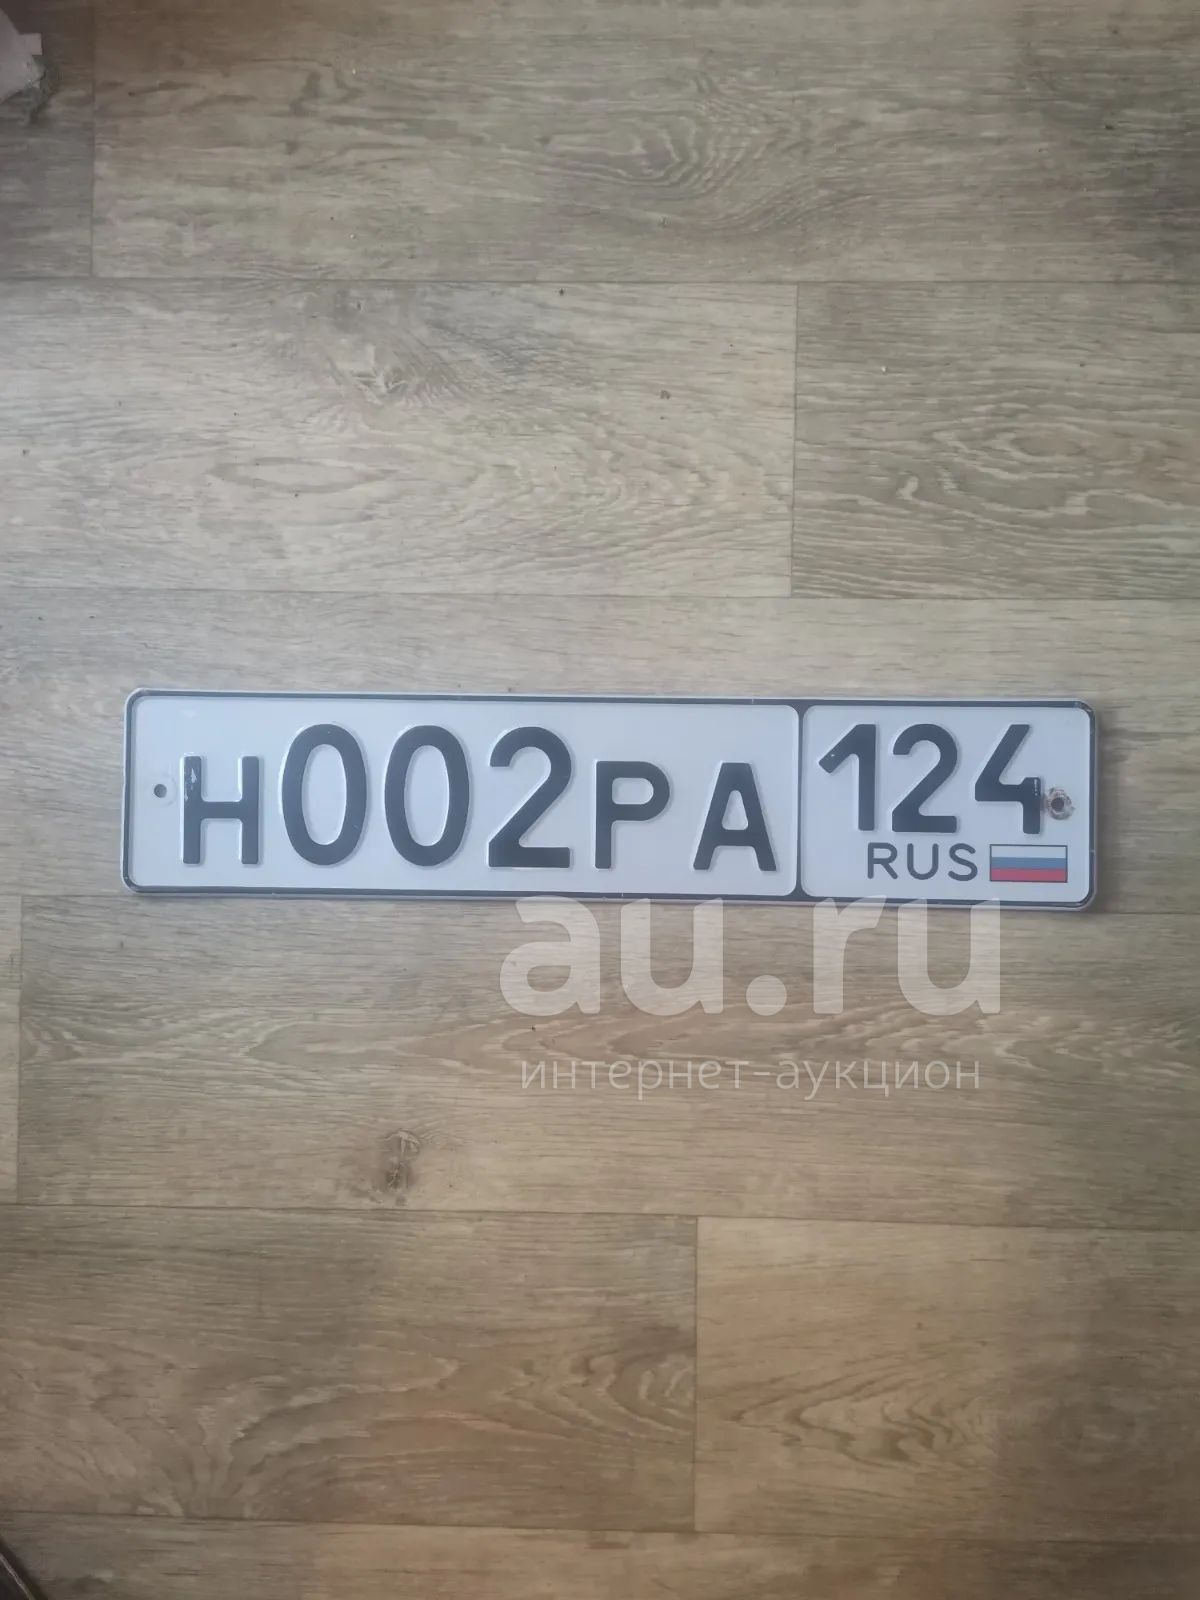 Н002РА 124
RUS
au.ru
интернет-аукцион